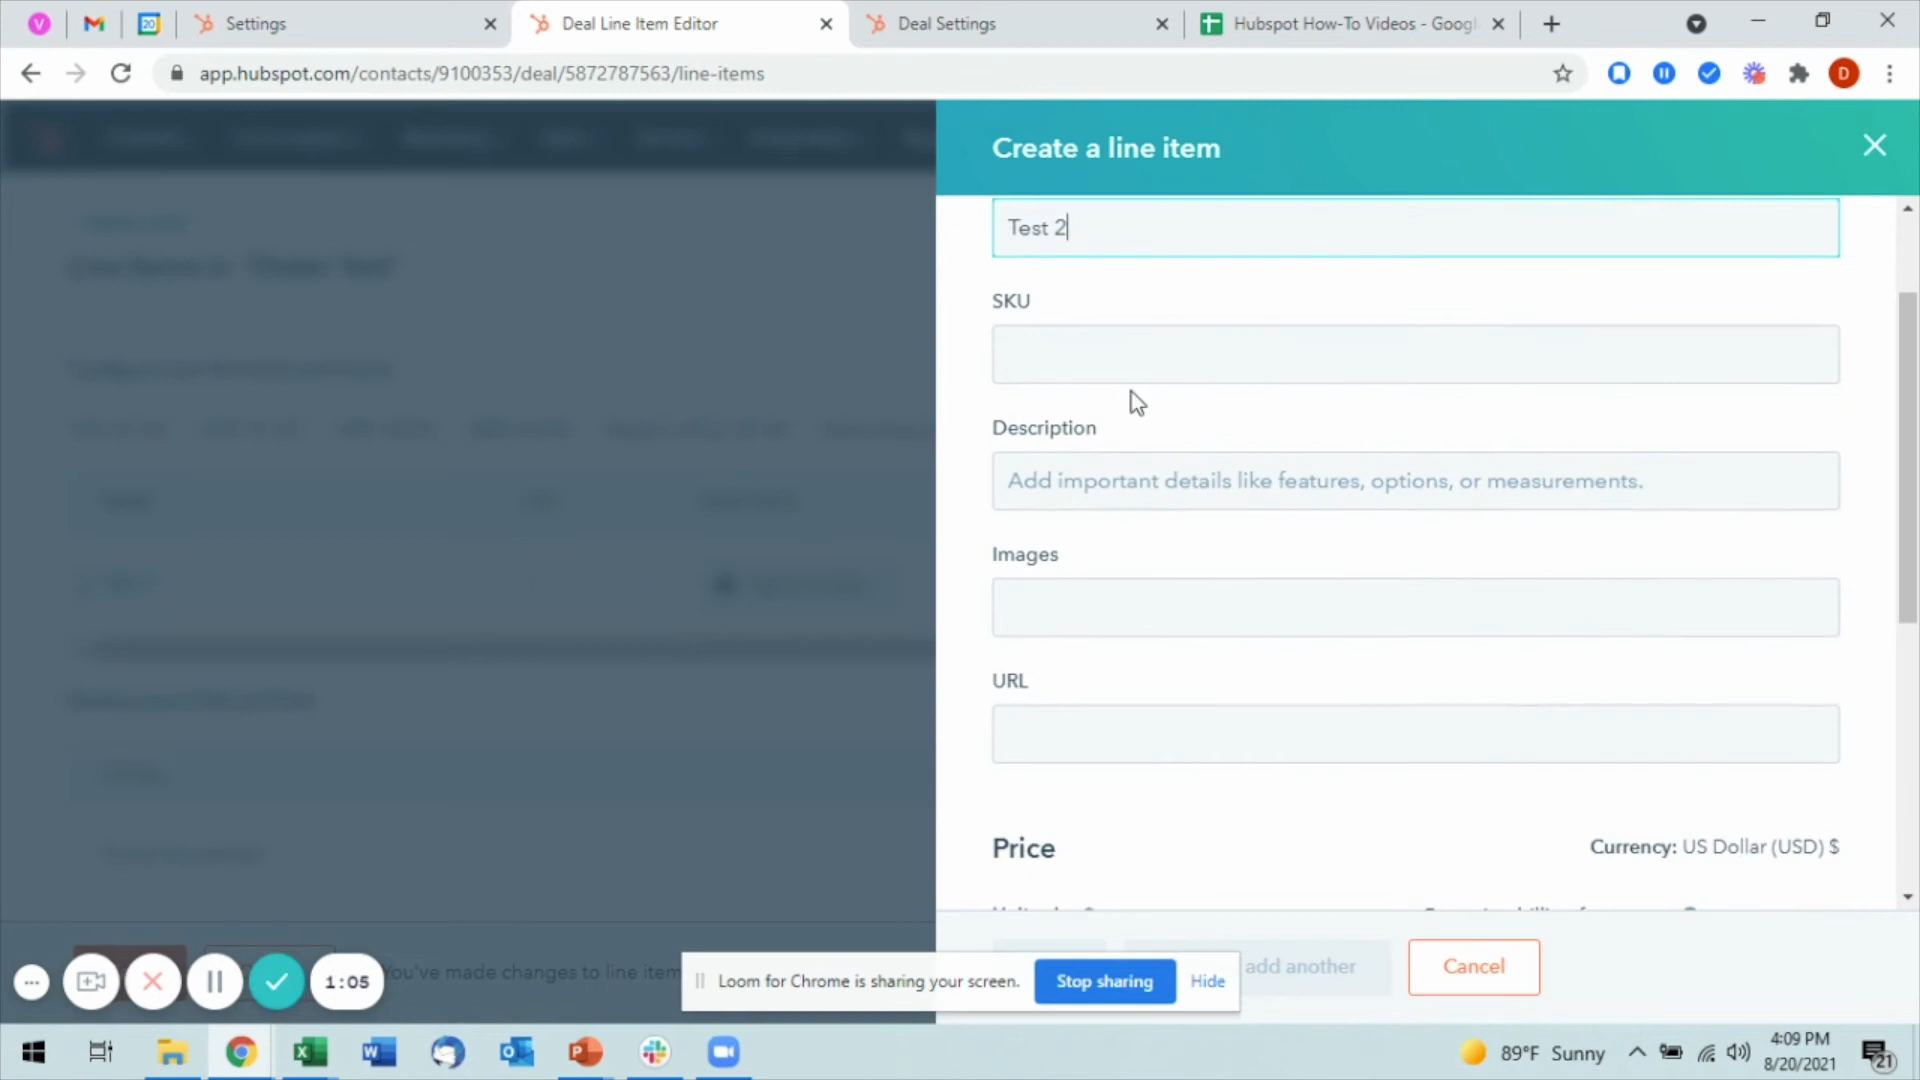 V
20
Settings
Deal Line Item Editor
Deal Settings
Hubspot How-To Videos - Googl
app.hubspot.com/contacts/9100353/deal/5872787563/line-items
D
Create a line item
Test 2
SKU
Description
Add important details like features, options, or measurements.
Images
URL
Price
Currency: US Dollar (USD) $
add another
Cancel
1:05
You've made changes to line item
Loom for Chrome is sharing your screen.
Stop sharing
Hide
89°F Sunny
4:09 PM
8/20/2021
21